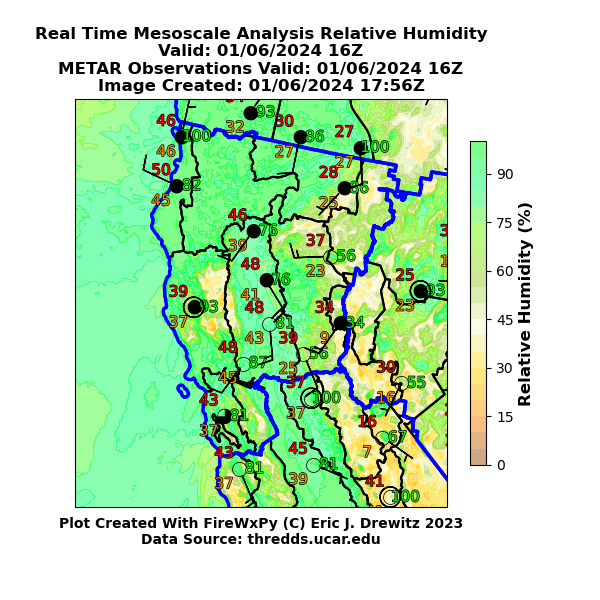 Real Time Mesoscale Analysis Relative Humidity
Valid: 01/06/2024 16Z
METAR Observations Valid: 01/06/2024 16Z
Image Created: 01/06/2024 17:56Z
93
32
46 100 30 86 27 100
46 27 27
50 82 28 86
45 25
46 76
39 37 56
48 76 23 25 93
41 23
39 93 48 81 34 84
37 43 39 9
48 87 56
45 25 30 55
37 100 16
43 81 37 16 67
37 45 7
43 81 81
37 39 41 100
90
75
60
45
30
15
0
Relative Humidity (%)
Plot Created With FireWxPy (C) Eric J. Drewitz 2023
Data Source: thredds.ucar.edu